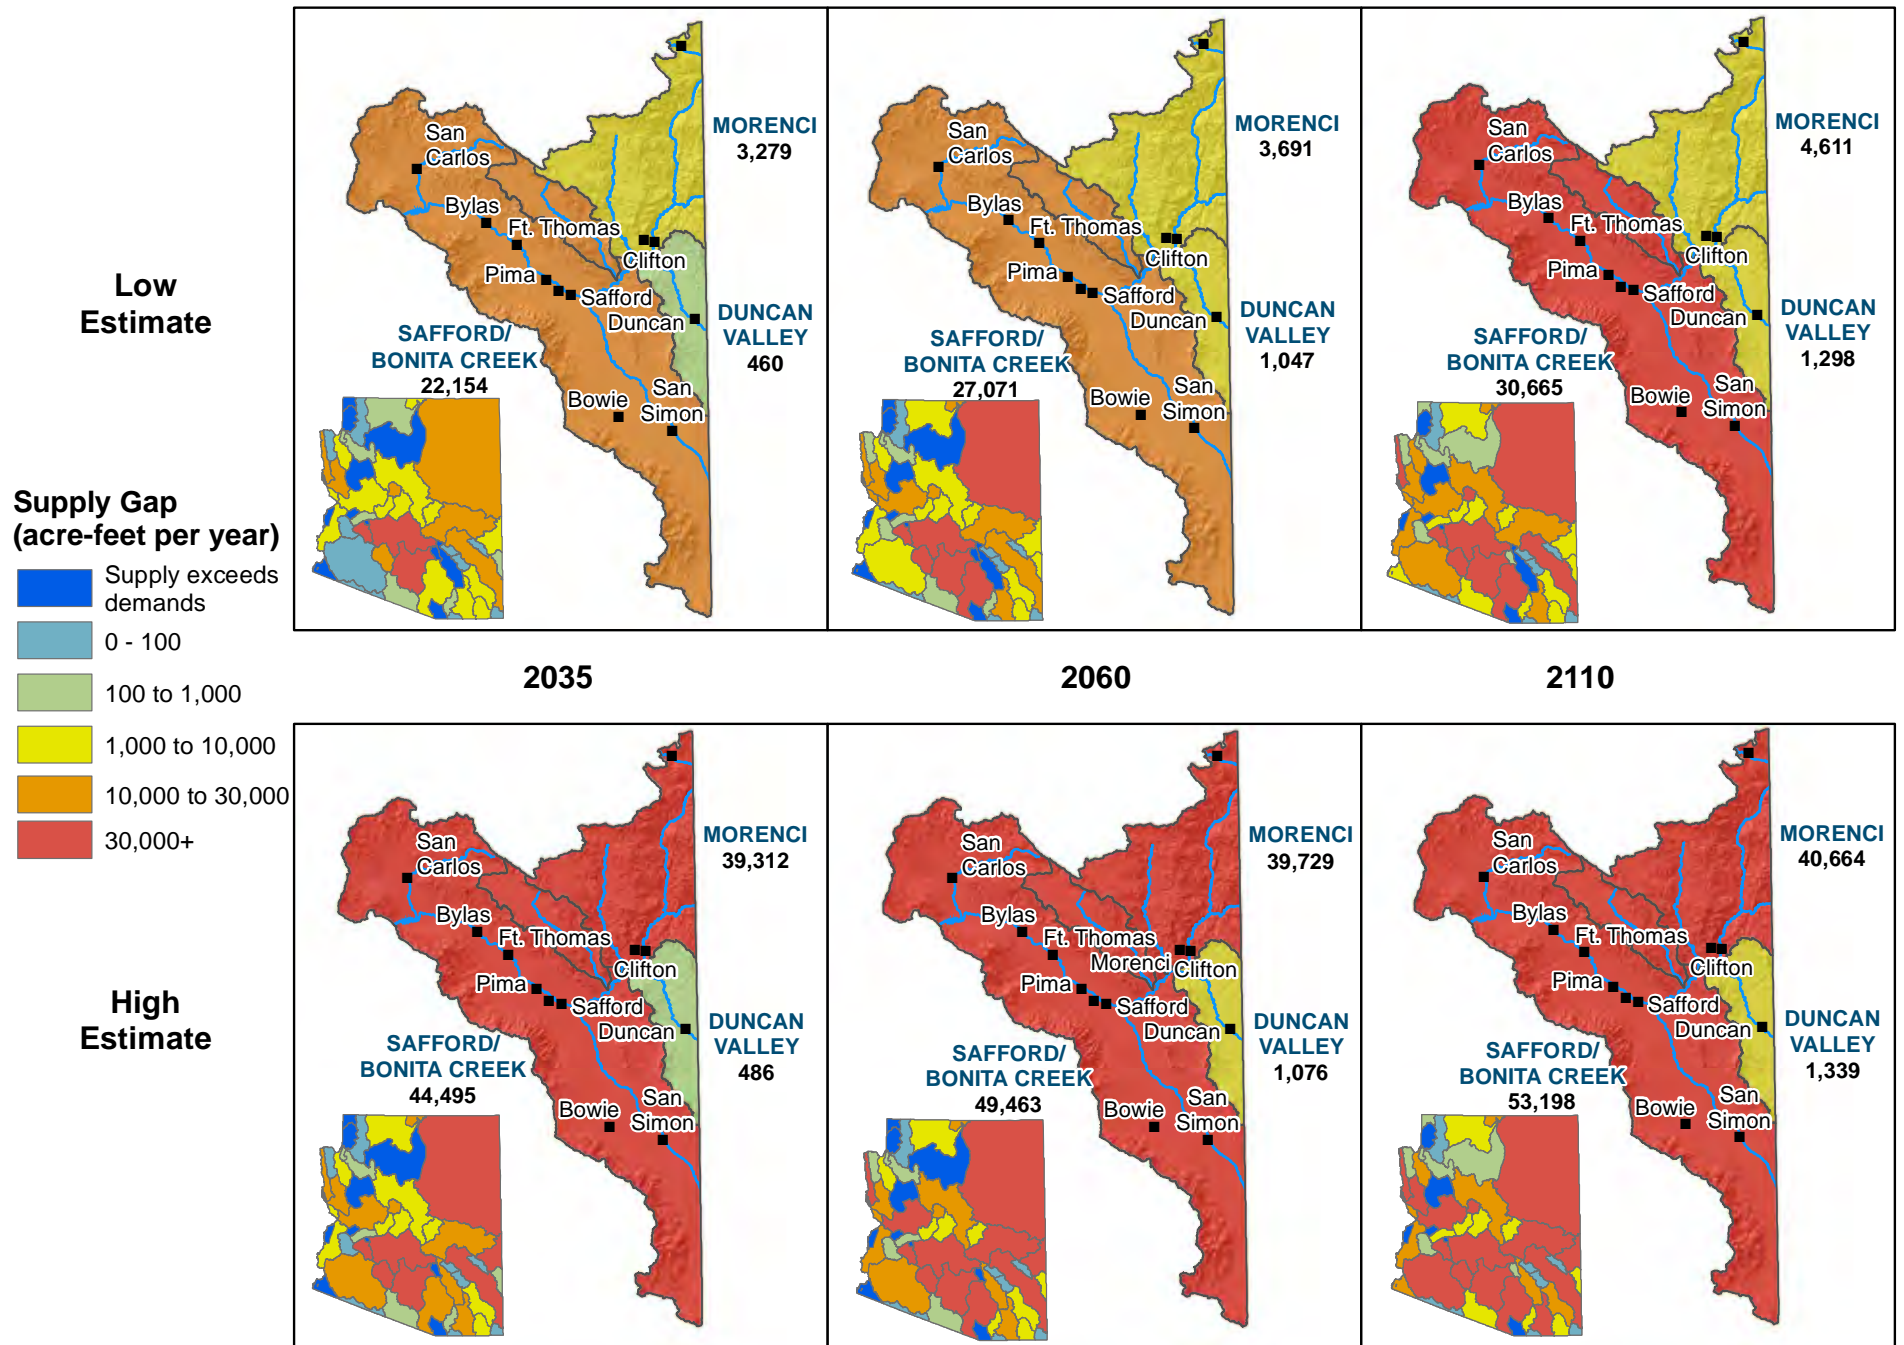 Low
Estimate
MORENCI
3,279
San
Carlos
Bylas
Ft. Thomas
Clifton
Pima
Safford
Duncan
DUNCAN
VALLEY
460
SAFFORD/
BONITA CREEK
22,154
Bowie
San
Simon
MORENCI
3,691
San
Carlos
Bylas
Ft. Thomas
Clifton
Pima
Safford
Duncan
DUNCAN
VALLEY
1,047
SAFFORD/
BONITA CREEK
27,071
Bowie
San
Simon
MORENCI
4,611
San
Carlos
Bylas
Ft. Thomas
Clifton
Pima
Safford
Duncan
DUNCAN
VALLEY
1,298
SAFFORD/
BONITA CREEK
30,665
Bowie
San
Simon
Supply Gap
(acre-feet per year)
Supply exceeds
demands
0 - 100
100 to 1,000
1,000 to 10,000
10,000 to 30,000
30,000+
2035
2060
2110
High
Estimate
MORENCI
39,312
San
Carlos
Bylas
Ft. Thomas
Clifton
Pima
Safford
Duncan
DUNCAN
VALLEY
486
SAFFORD/
BONITA CREEK
44,495
Bowie
San
Simon
MORENCI
39,729
San
Carlos
Bylas
Ft. Thomas
Morenci
Clifton
Pima
Safford
Duncan
DUNCAN
VALLEY
1,076
SAFFORD/
BONITA CREEK
49,463
Bowie
San
Simon
MORENCI
40,664
San
Carlos
Bylas
Ft. Thomas
Clifton
Pima
Safford
Duncan
DUNCAN
VALLEY
1,339
SAFFORD/
BONITA CREEK
53,198
Bowie
San
Simon